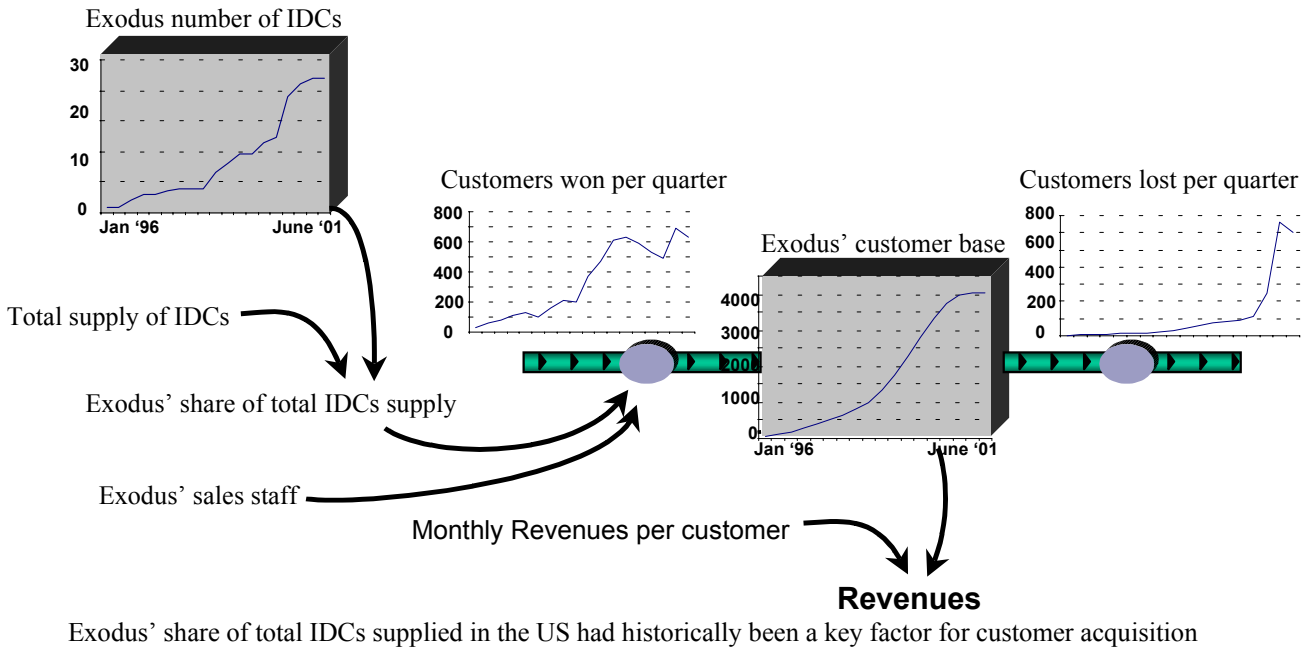 Exodus number of IDCs
30
20
10
0
Jan ‘96 June ‘01
Customers won per quarter
800
600
400
200
0
Exodus’ customer base
4000
3000
2000
1000
0
Jan ‘96 June ‘01
Customers lost per quarter
800
600
400
200
0
Total supply of IDCs
Exodus’ share of total IDCs supply
Exodus’ sales staff
Monthly Revenues per customer
Revenues
Exodus’ share of total IDCs supplied in the US had historically been a key factor for customer acquisition